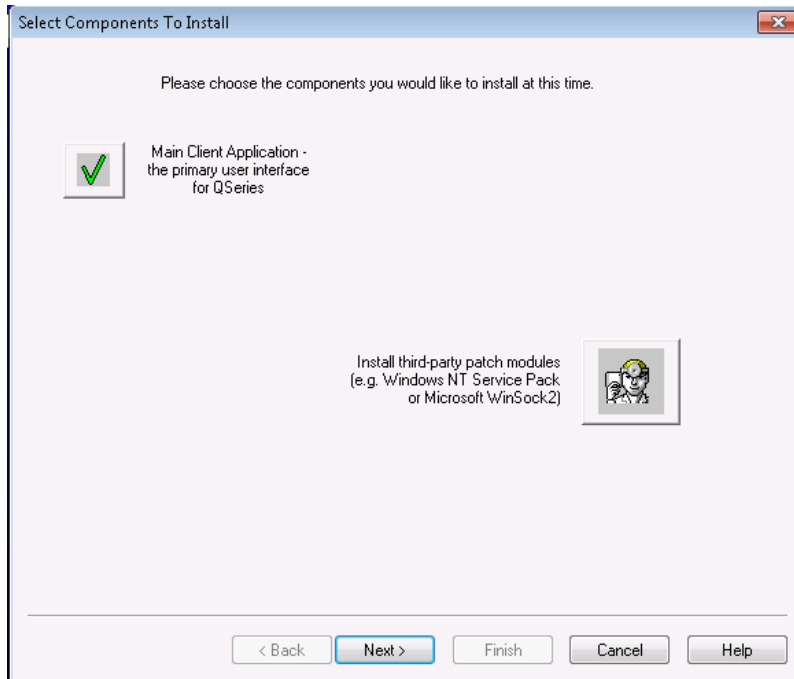 Select Components To Install
Please choose the components you would like to install at this time.
Main Client Application -
the primary user interface
for QSeries
Install third-party patch modules
(e.g. Windows NT Service Pack
or Microsoft WinSock2)
< Back
Next >
Finish
Cancel
Help